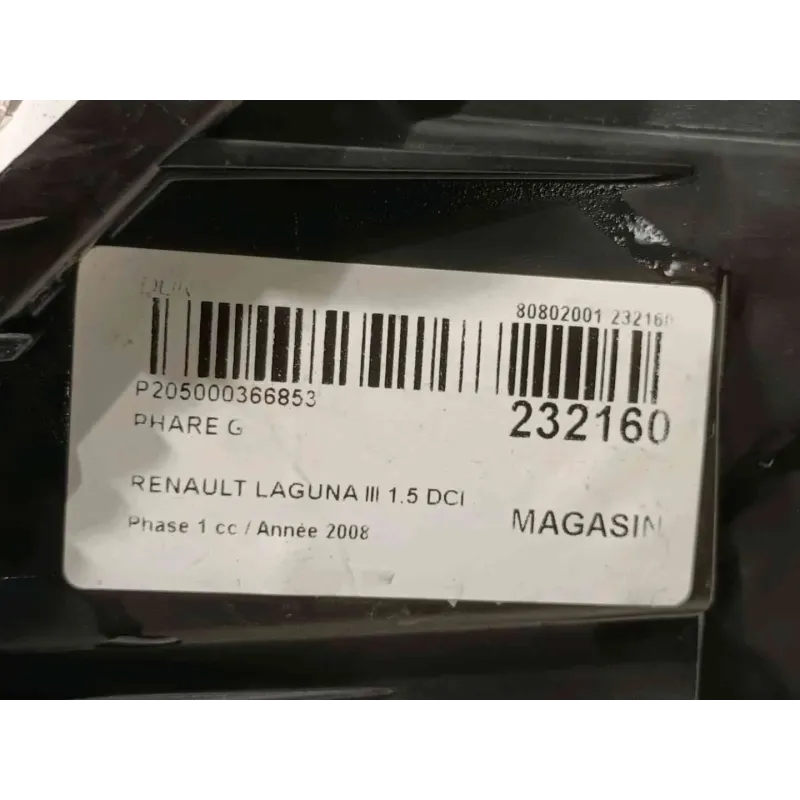 80802001 232160
P205000366853
232160
PHARE G
RENAULT LAGUNA III 1.5 DCI
Phase 1 cc / Année 2008
MAGASIN